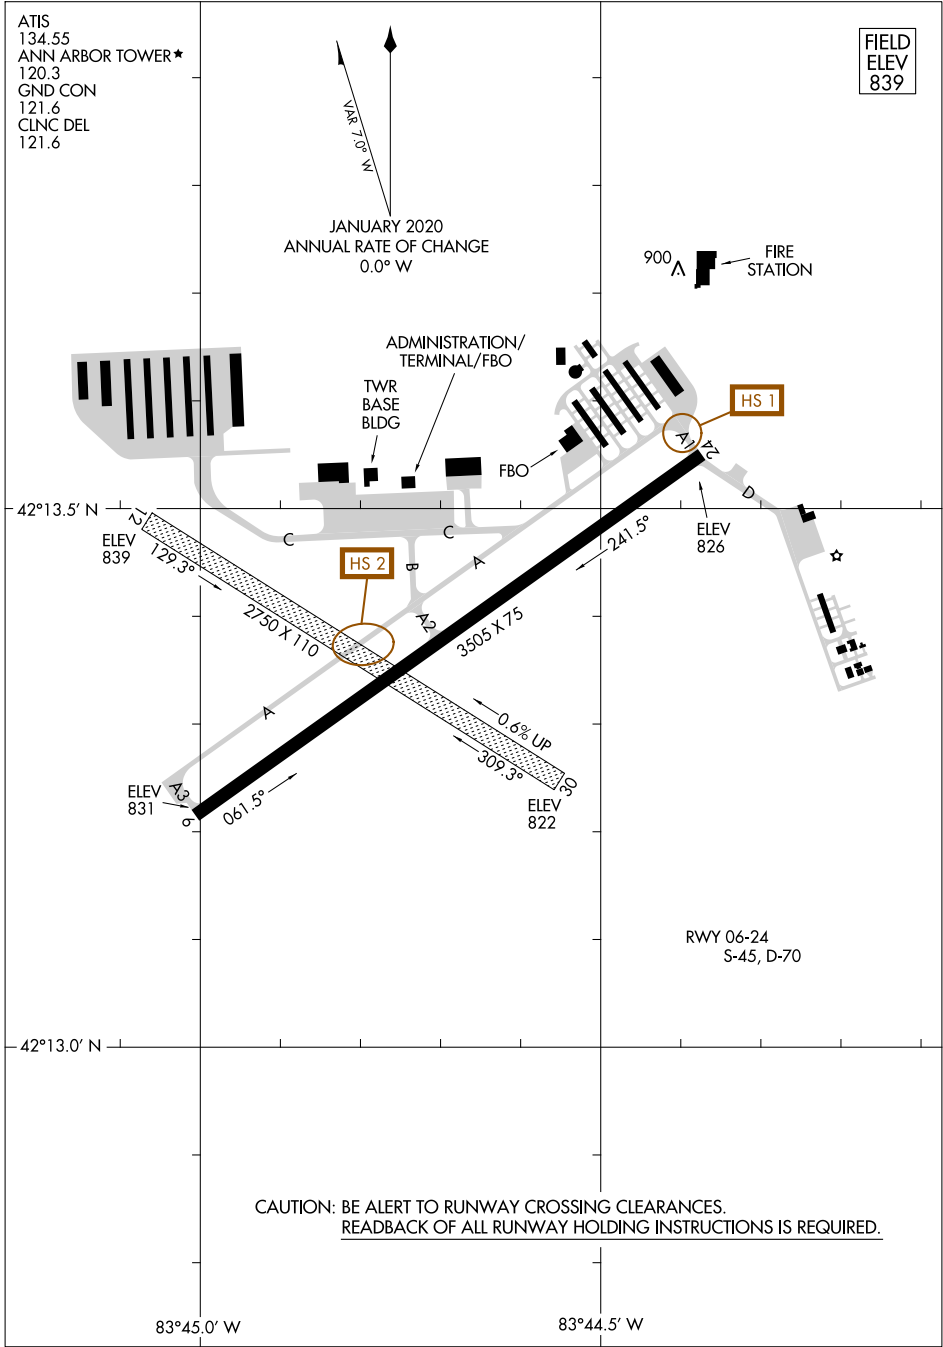 ATIS
134.55
ANN ARBOR TOWER★
120.3
GND CON
121.6
CLNC DEL
121.6
FIELD
ELEV
839
VAR 7.0° W
JANUARY 2020
ANNUAL RATE OF CHANGE
0.0° W
900
FIRE
STATION
ADMINISTRATION/
TERMINAL/FBO
TWR
BASE
BLDG
HS 1
FBO
A1
24
D
42°13.5' N
12
ELEV
839
129.3°
C
C
HS 2
B
A
241.5°
ELEV
826
2750 X 110
A2
3505 X 75
A
0.6% UP
309.3°
30
ELEV
822
A3
ELEV
831
6
061.5°
RWY 06-24
S-45, D-70
42°13.0' N
CAUTION: BE ALERT TO RUNWAY CROSSING CLEARANCES.
READBACK OF ALL RUNWAY HOLDING INSTRUCTIONS IS REQUIRED.
83°45.0' W
83°44.5' W